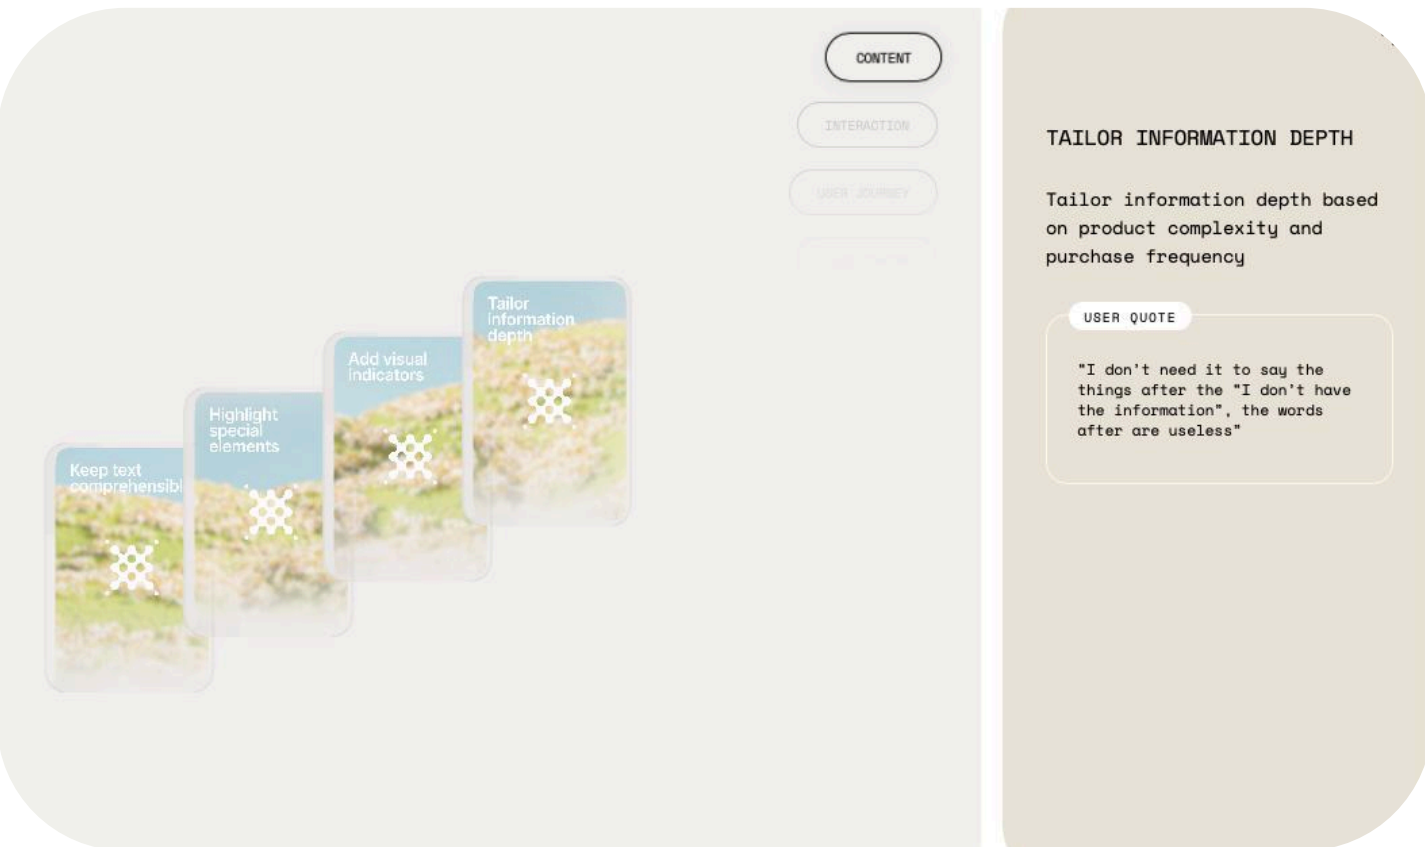 CONTENT
INTERACTION
USER JOURNEY
Tailor
information
depth
Add visual
indicators
Highlight
special
elements
Keep text
comprehensibl
TAILOR INFORMATION DEPTH
Tailor information depth based
on product complexity and
purchase frequency
USER QUOTE
"I don't need it to say the
things after the "I don't have
the information", the words
after are useless"